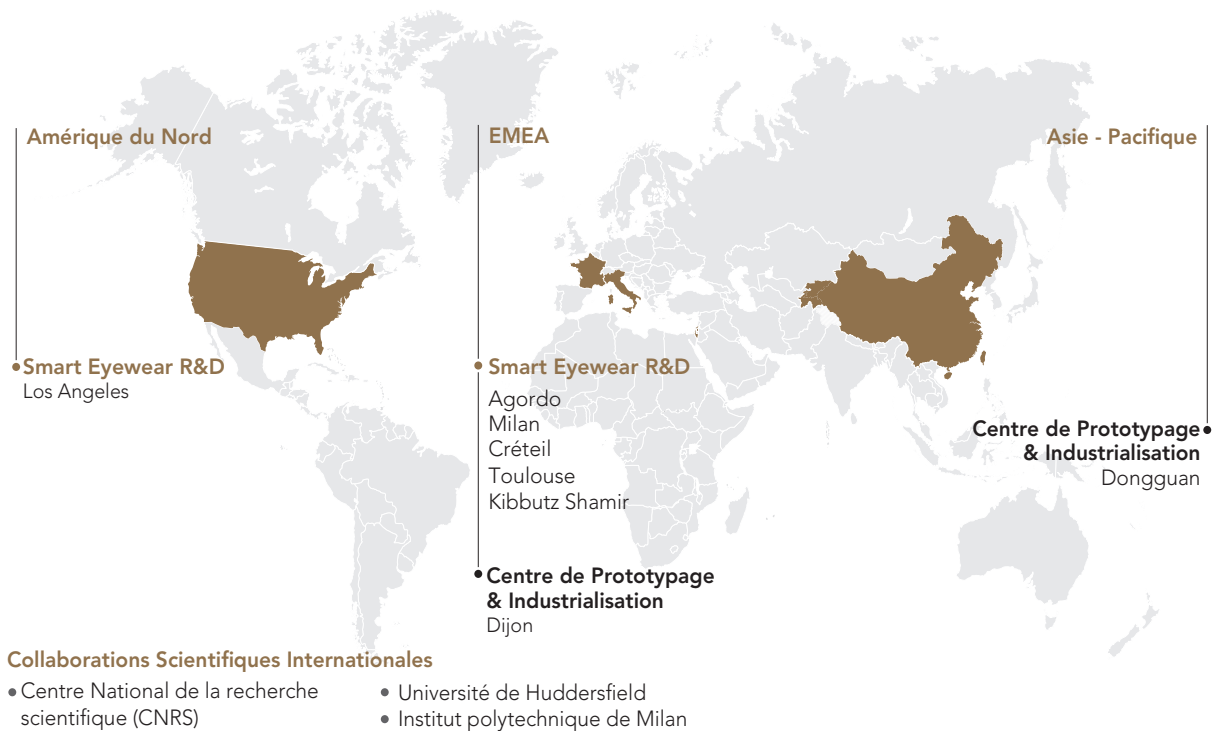 Amérique du Nord
Smart Eyewear R&D
Los Angeles
EMEA
Smart Eyewear R&D
Agordo
Milan
Créteil
Toulouse
Kibbutz Shamir
Centre de Prototypage
& Industrialisation
Dijon
Asie - Pacifique
Centre de Prototypage
& Industrialisation
Dongguan
Collaborations Scientifiques Internationales
• Centre National de la recherche
scientifique (CNRS)
• Université de Huddersfield
• Institut polytechnique de Milan